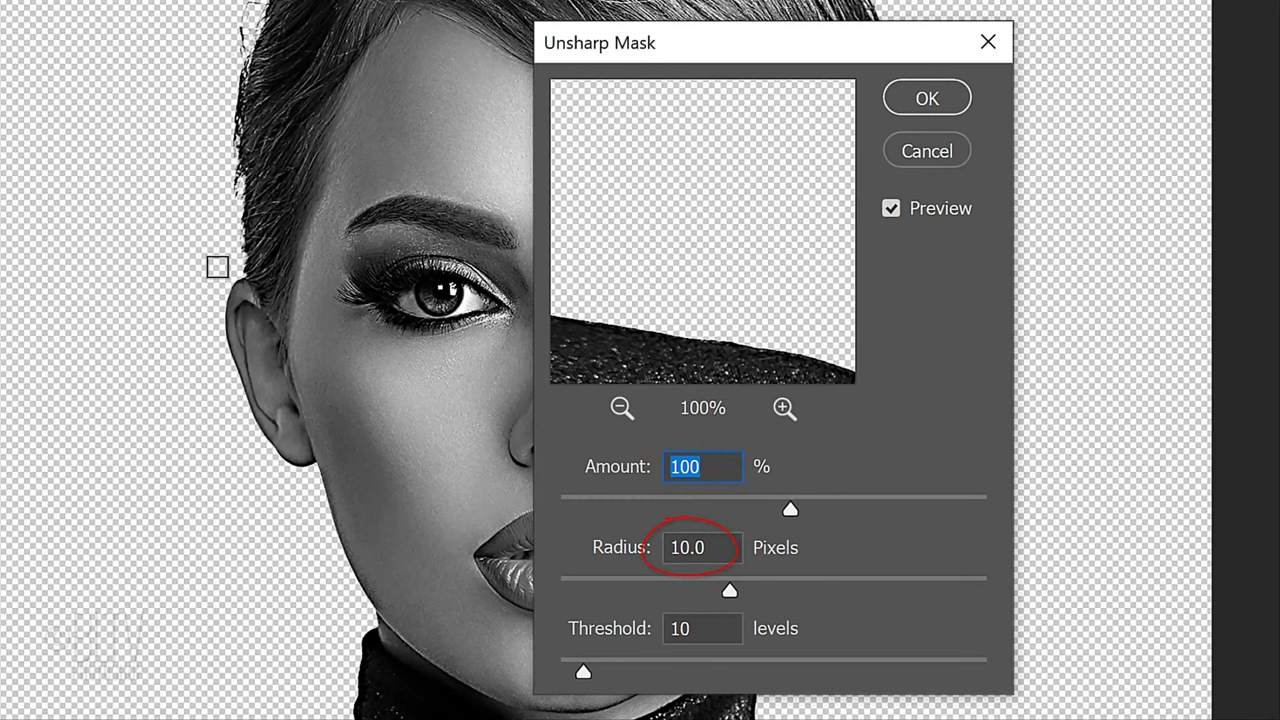 Unsharp Mask
OK
Cancel
Preview
100%
Amount: 100 %
Radius: 10.0 Pixels
Threshold: 10 levels